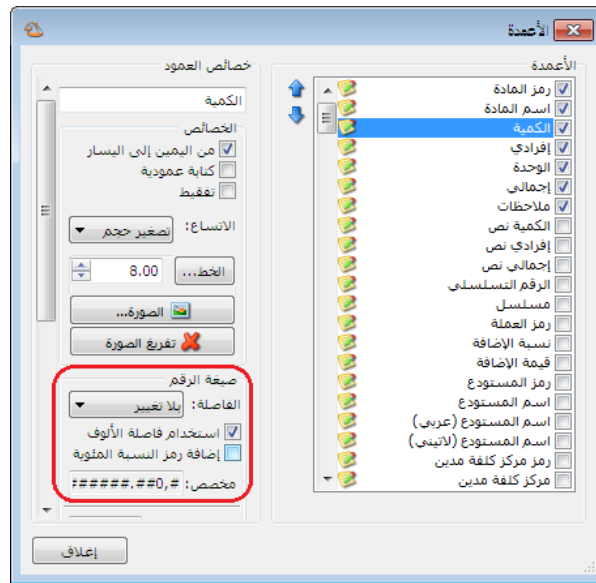 الأعمدة
الأعمدة
رمز المادة
اسم المادة
الكمية
إفرادي
الوحدة
إجمالي
ملاحظات
الكمية نص
إفرادي نص
إجمالي نص
الرقم التسلسلي
مسلسل
رمز العملة
نسبة الإضافة
قيمة الإضافة
رمز المستودع
اسم المستودع
اسم المستودع (عربي)
اسم المستودع (لاتيني)
رمز مركز كلفة مدين
مركز كلفة مدين
خصائص العمود
الكمية
الخصائص
من اليمين إلى اليسار
كتابة عمودية
تفقيط
الاتساع: تصغير حجم
الخط... 8.00
الصورة...
تفريغ الصورة
صيغة الرقم
الفاصلة: بلا تغيير
استخدام فاصلة الألوف
إضافة رمز النسبة المئوية
مخصص: #,##0.######
إغلاق